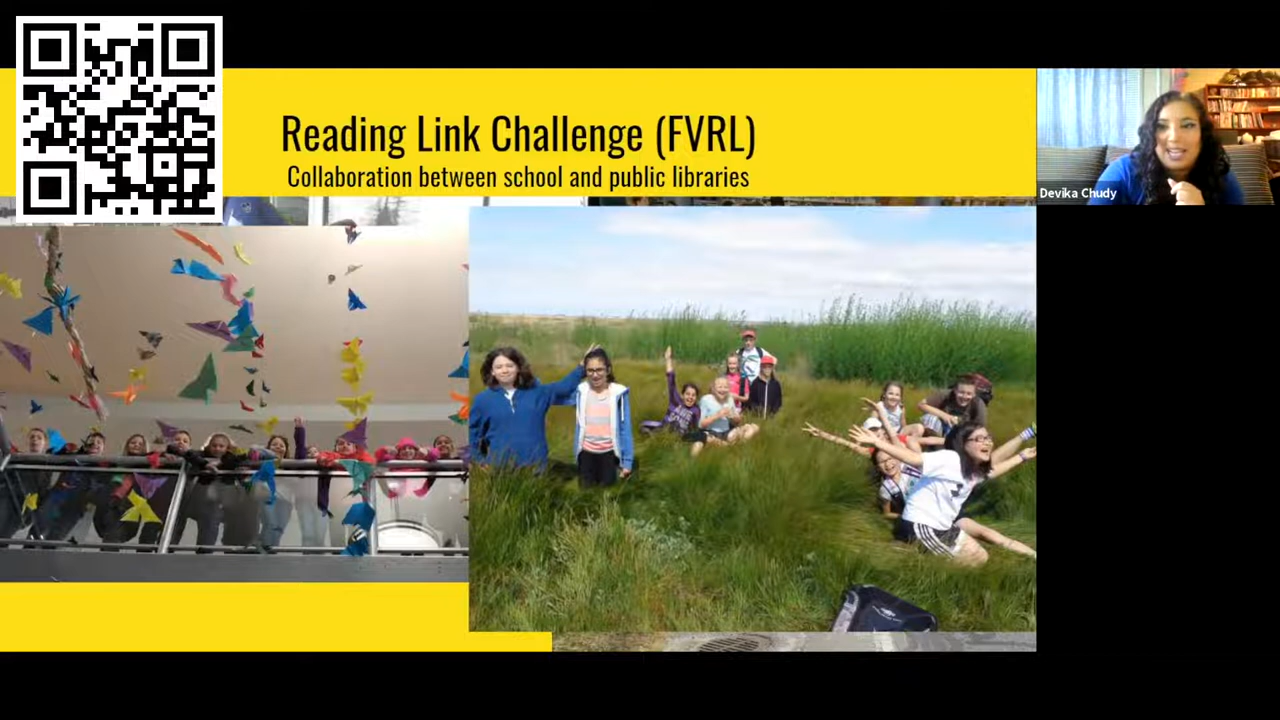 Reading Link Challenge (FVRL)
Collaboration between school and public libraries
Devika Chudy